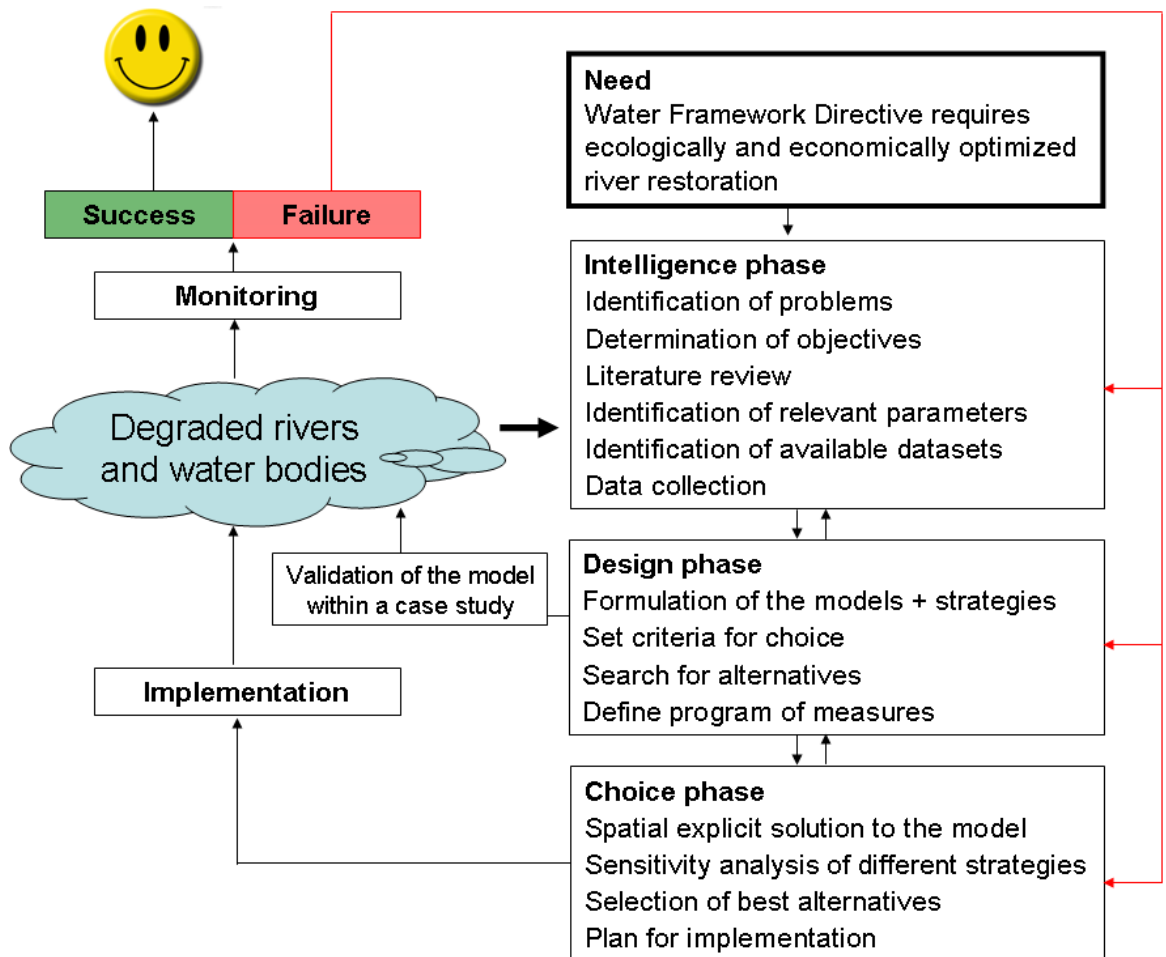 Success
Failure
Monitoring
Degraded rivers
and water bodies
Validation of the model
within a case study
Implementation
Need
Water Framework Directive requires
ecologically and economically optimized
river restoration
Intelligence phase
Identification of problems
Determination of objectives
Literature review
Identification of relevant parameters
Identification of available datasets
Data collection
Design phase
Formulation of the models + strategies
Set criteria for choice
Search for alternatives
Define program of measures
Choice phase
Spatial explicit solution to the model
Sensitivity analysis of different strategies
Selection of best alternatives
Plan for implementation